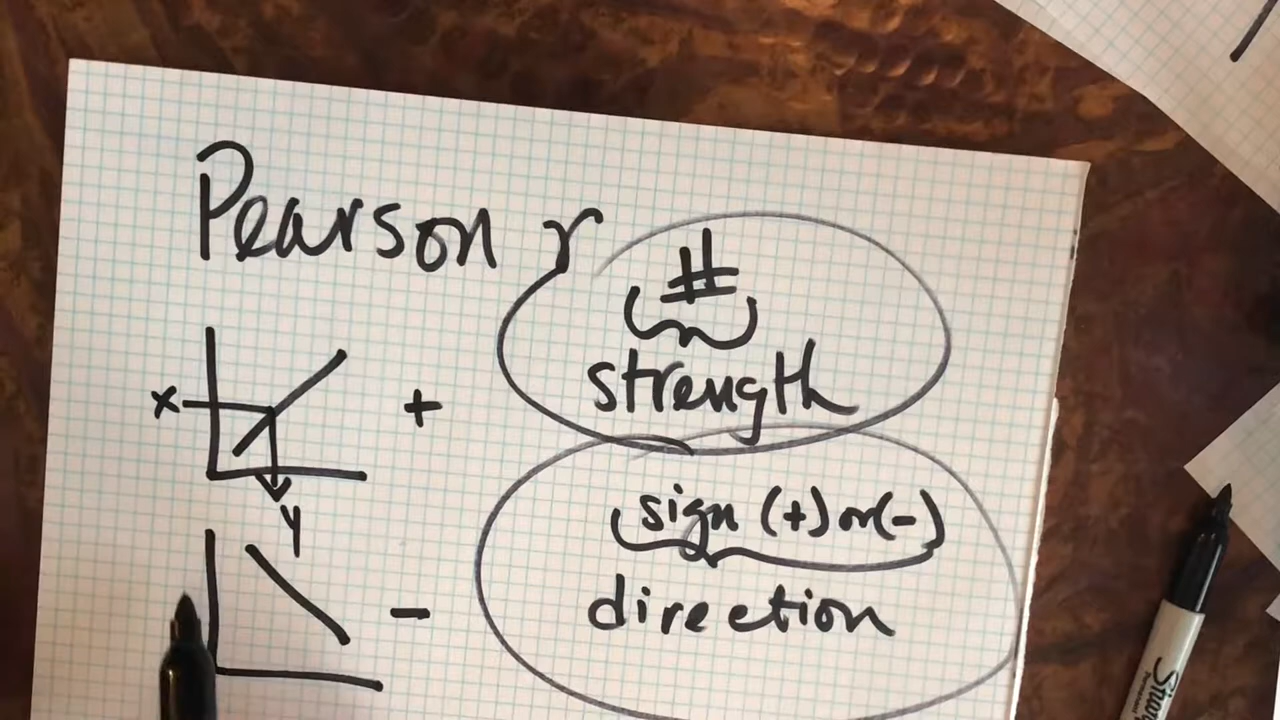 Pearson r
#
strength
x
+
y
sign (+) or (-)
direction
-